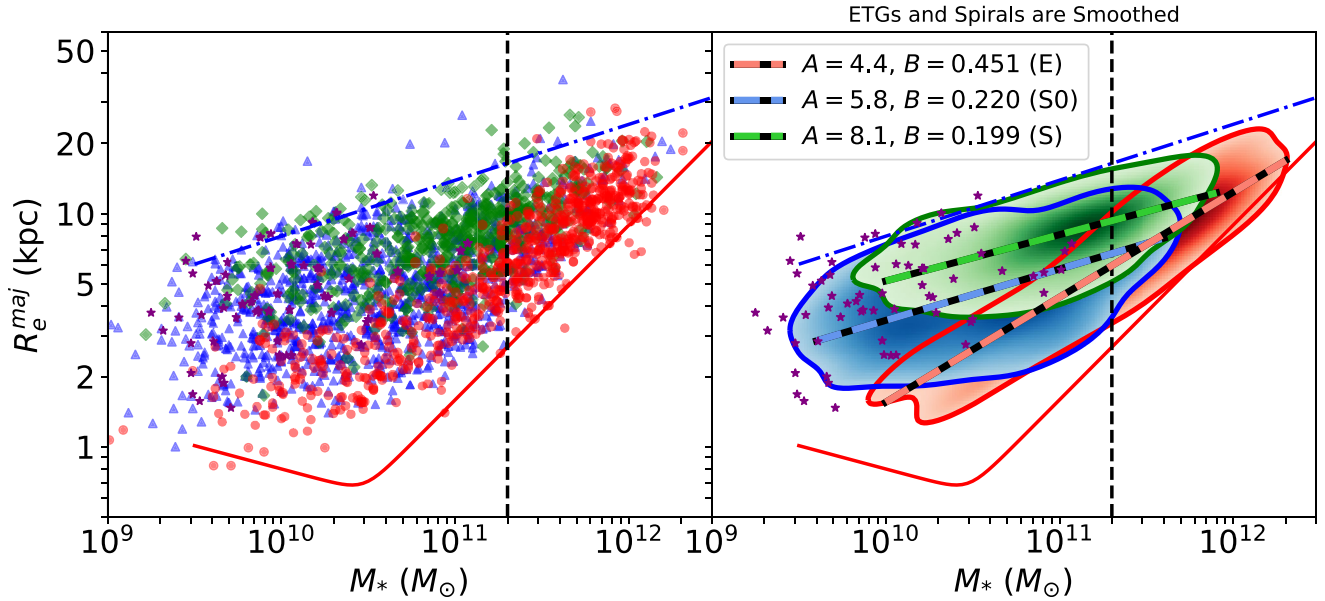 ETGs and Spirals are Smoothed
50
20
10
5
2
1
R_e^{maj} (kpc)
10^9
10^{10}
10^{11}
10^{12}
M_* (M_⊙)
A = 4.4, B = 0.451 (E)
A = 5.8, B = 0.220 (S0)
A = 8.1, B = 0.199 (S)
10^9
10^{10}
10^{11}
10^{12}
M_* (M_⊙)